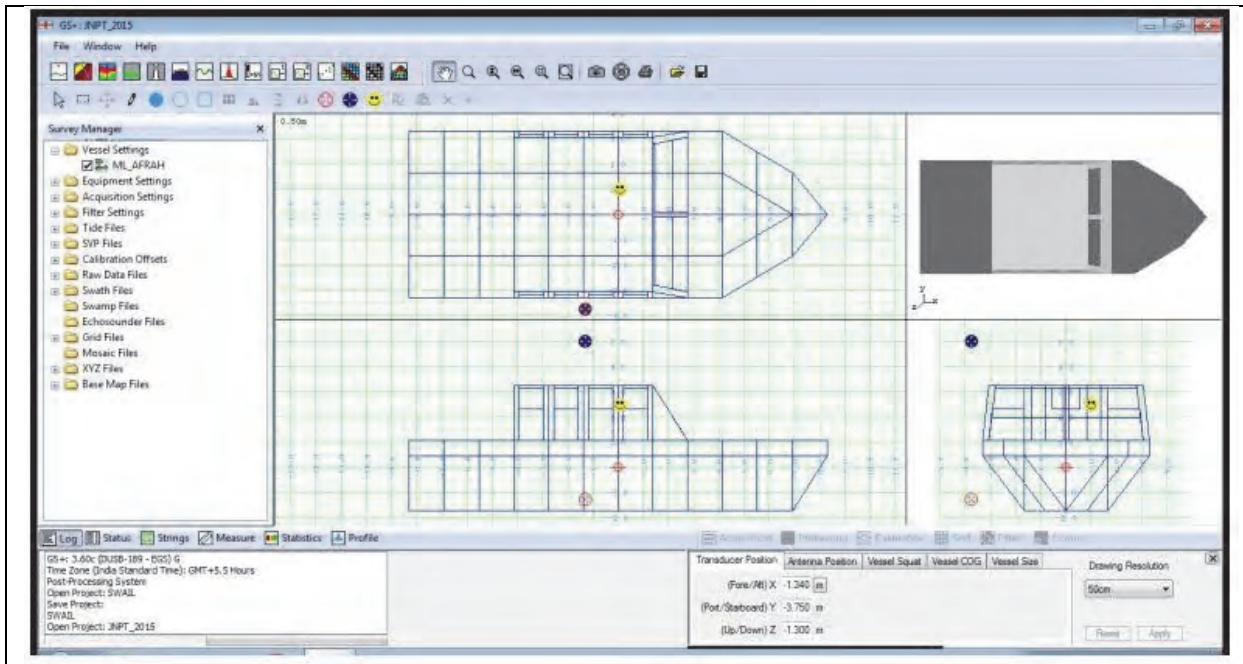 GS+: JNPT_2015
File Window Help
Survey Manager
Vessel Settings
ML_AFRAH
Equipment Settings
Acquisition Settings
Filter Settings
Tide Files
SVP Files
Calibration Offsets
Raw Data Files
Swath Files
Swamp Files
Echosounder Files
Grid Files
Mosaic Files
XYZ Files
Base Map Files
0.50m
y
z x
Log Status Strings Measure Statistics Profile
GS+: 3.60c (DUSB-189 - EGS) G
Time Zone (India Standard Time): GMT+5.5 Hours
Post-Processing System
Open Project: SWAIL
Save Project:
SWAIL
Open Project: JNPT_2015
Transducer Position Antenna Position Vessel Squat Vessel COG Vessel Size
(Fore/Aft) X -1.340 m
(Port/Starboard) Y -3.750 m
(Up/Down) Z -1.300 m
Drawing Resolution
50cm
Reset Apply